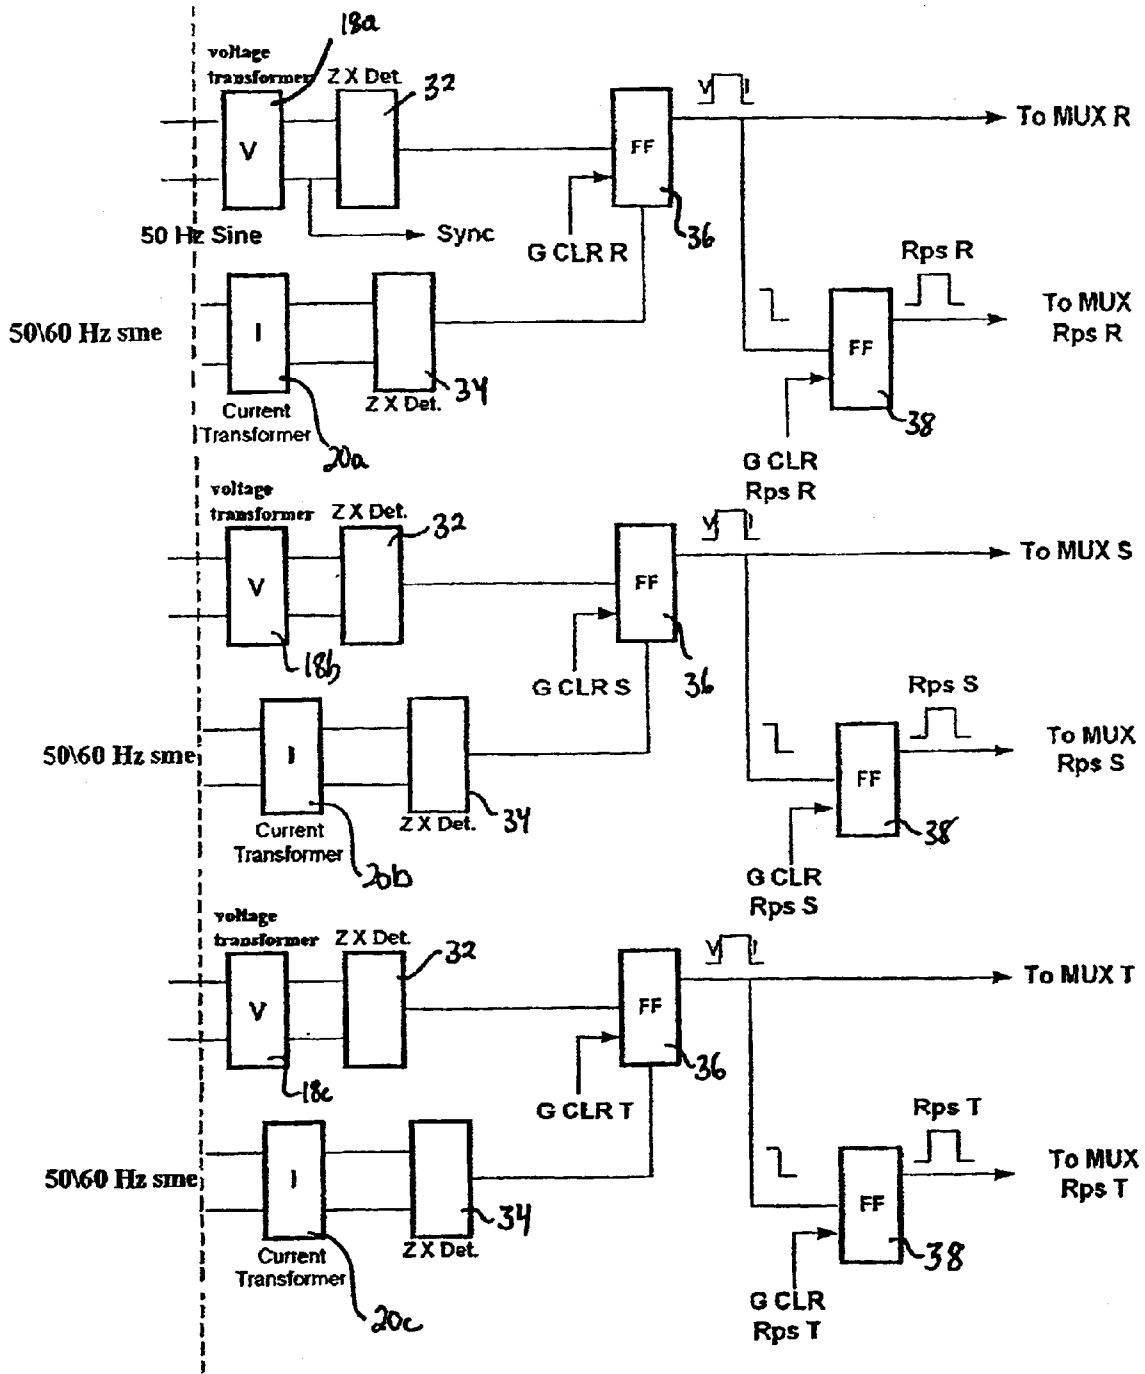 18a
voltage
transformer
Z X Det.
32
V
FF
V I
To MUX R
50 Hz Sine
Sync
G CLR R
36
Rps R
50\60 Hz sine
I
34
Z X Det.
Current
Transformer
20a
FF
To MUX
Rps R
38
G CLR
Rps R
voltage
transformer
Z X Det.
32
V
18b
FF
V I
To MUX S
G CLR S
36
Rps S
50\60 Hz sine
I
34
Z X Det.
Current
Transformer
20b
FF
To MUX
Rps S
38
G CLR
Rps S
voltage
transformer
Z X Det.
32
V
18c
FF
V I
To MUX T
G CLR T
36
Rps T
50\60 Hz sine
I
34
Z X Det.
Current
Transformer
20c
FF
To MUX
Rps T
38
G CLR
Rps T